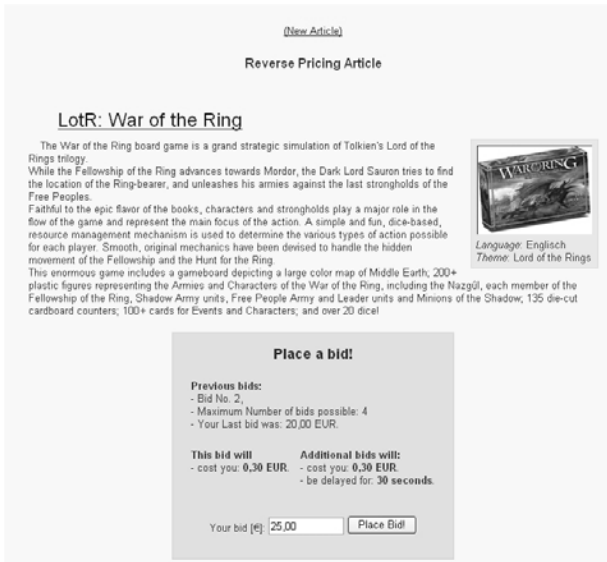 (New Article)
Reverse Pricing Article
LotR: War of the Ring
The War of the Ring board game is a grand strategic simulation of Tolkien's Lord of the
Rings trilogy.
While the Fellowship of the Ring advances towards Mordor, the Dark Lord Sauron tries to find
the location of the Ring-bearer, and unleashes his armies against the last strongholds of the
Free Peoples.
Faithful to the epic flavor of the books, characters and strongholds play a major role in the
flow of the game and represent the main focus of the action. A simple and fun, dice-based,
resource management mechanism is used to determine the various types of action possible
for each player. Smooth, original mechanics have been devised to handle the hidden
movement of the Fellowship and the Hunt for the Ring.
This enormous game includes a gameboard depicting a large color map of Middle Earth; 200+
plastic figures representing the Armies and Characters of the War of the Ring, including the Nazgûl, each member of the
Fellowship of the Ring, Shadow Army units, Free People Army and Leader units and Minions of the Shadow; 135 die-cut
cardboard counters; 100+ cards for Events and Characters; and over 20 dice!
WAR OF THE RING
Language: Englisch
Theme: Lord of the Rings
Place a bid!
Previous bids:
- Bid No. 2,
- Maximum Number of bids possible: 4
- Your Last bid was: 20,00 EUR.
This bid will
- cost you: 0,30 EUR.
Additional bids will:
- cost you: 0,30 EUR.
- be delayed for: 30 seconds.
Your bid [€]: 25,00 Place Bid!